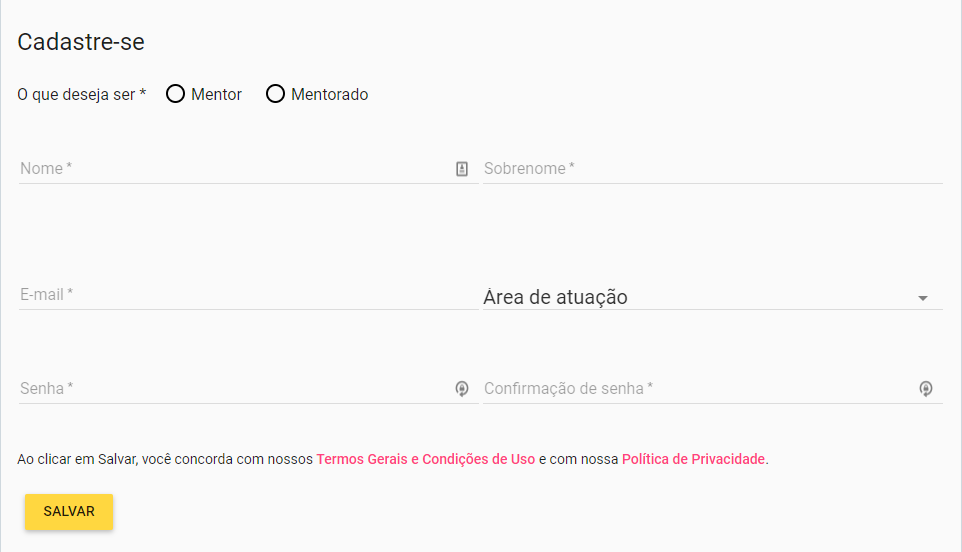 Cadastre-se
O que deseja ser * Mentor Mentorado
Nome * Sobrenome *
E-mail * Área de atuação
Senha * Confirmação de senha *
Ao clicar em Salvar, você concorda com nossos Termos Gerais e Condições de Uso e com nossa Política de Privacidade.
SALVAR